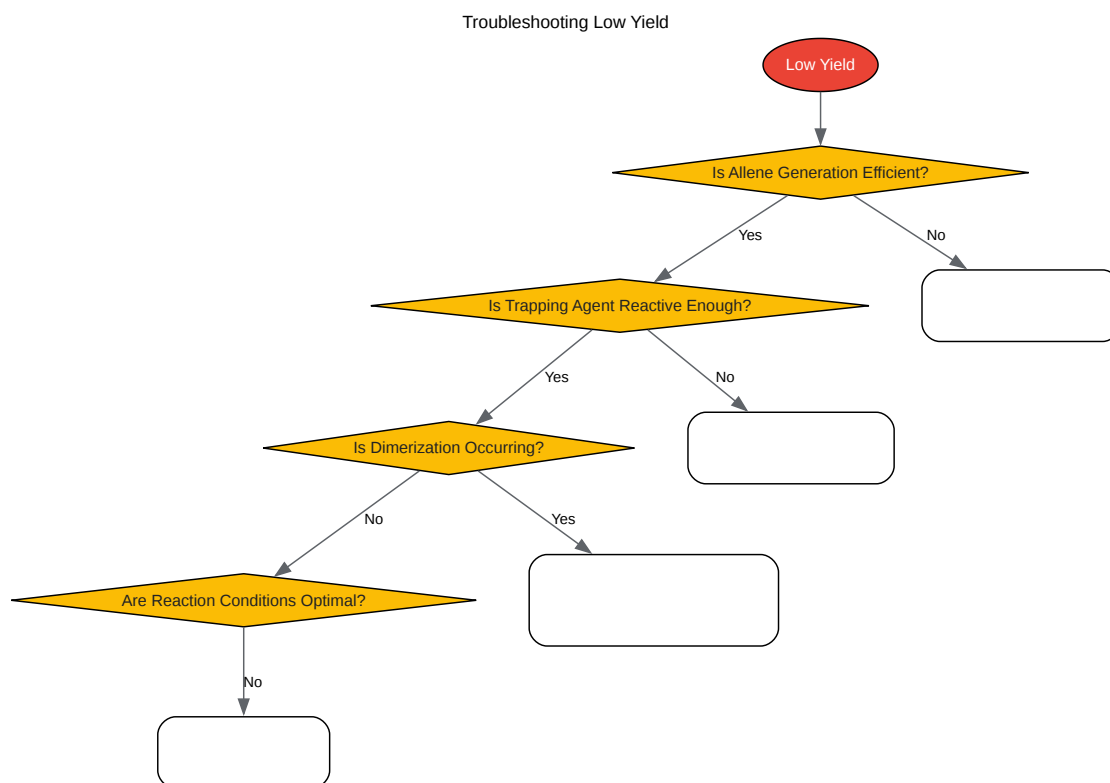 Troubleshooting Low Yield
Low Yield
Is Allene Generation Efficient?
Yes
No
Is Trapping Agent Reactive Enough?
Yes
No
Is Dimerization Occurring?
No
Yes
Are Reaction Conditions Optimal?
No